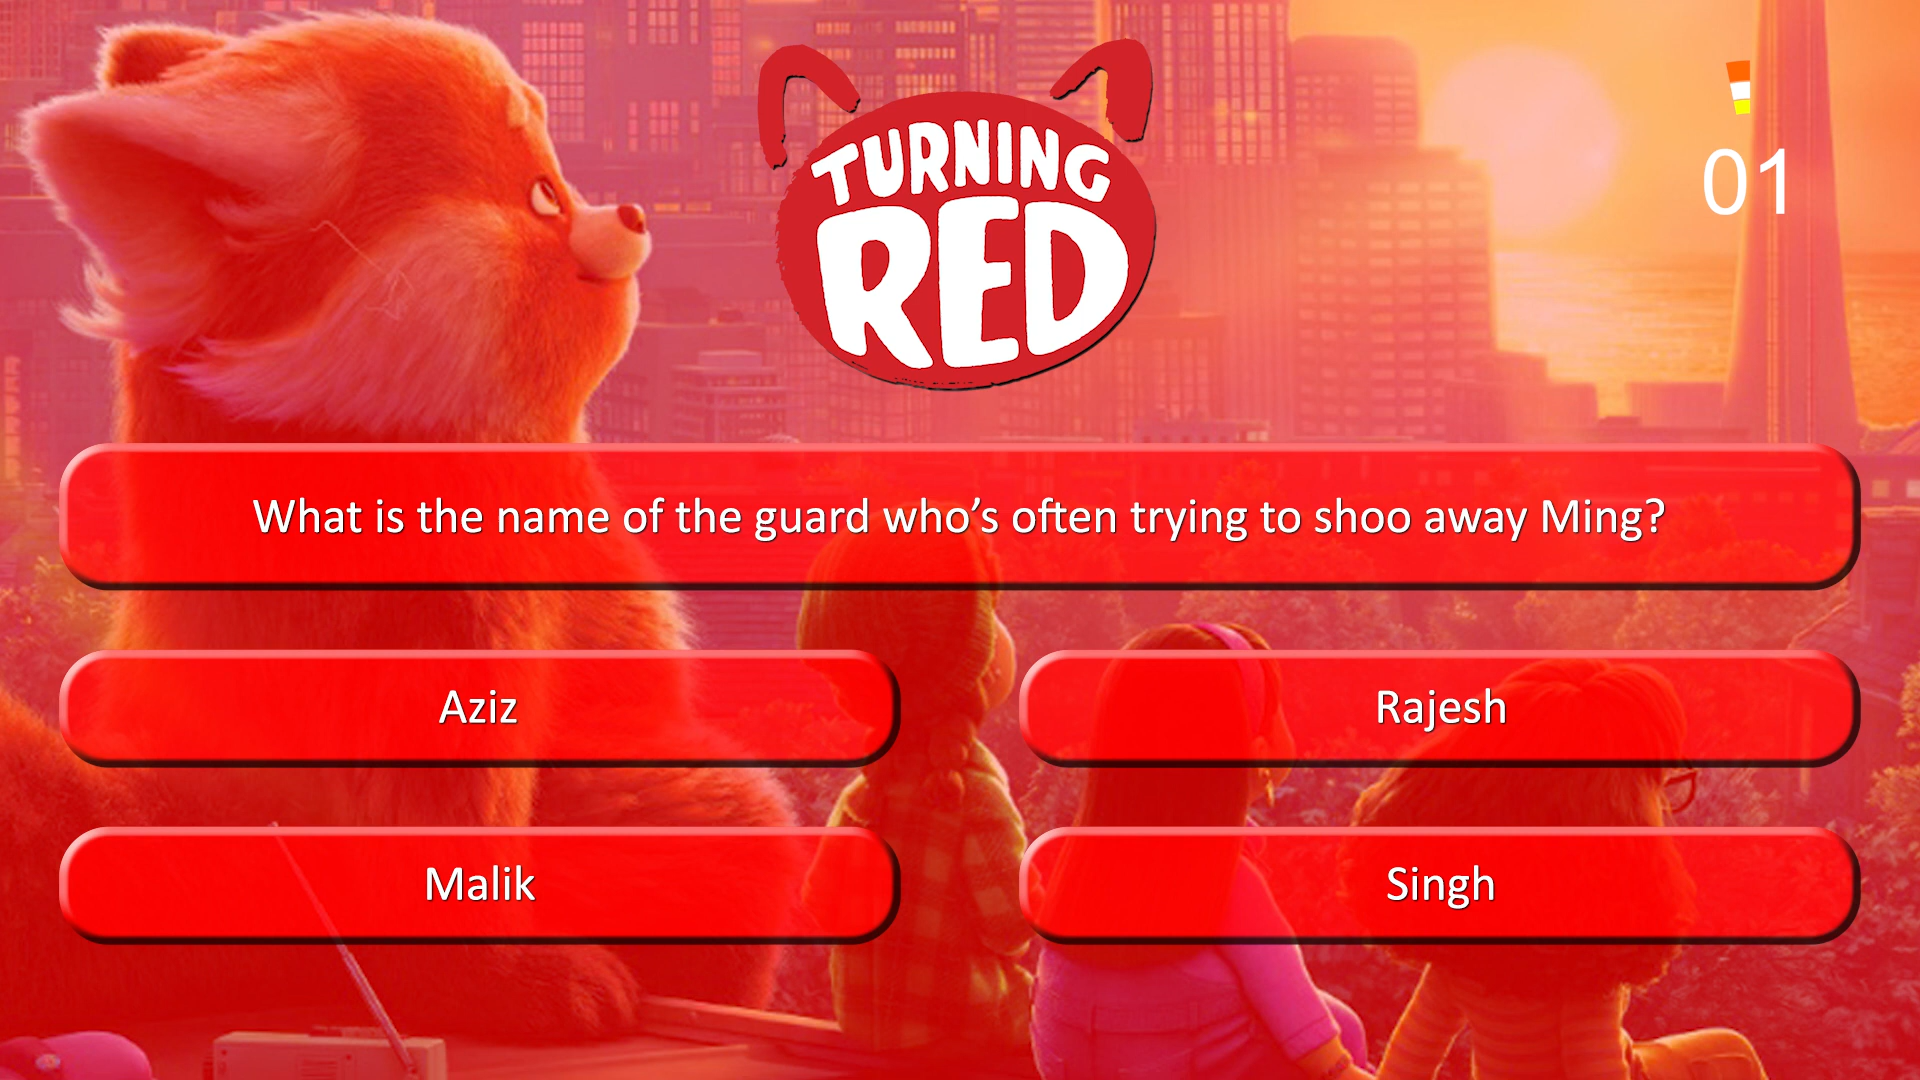 TURNING
RED
01
What is the name of the guard who’s often trying to shoo away Ming?
Aziz
Rajesh
Malik
Singh